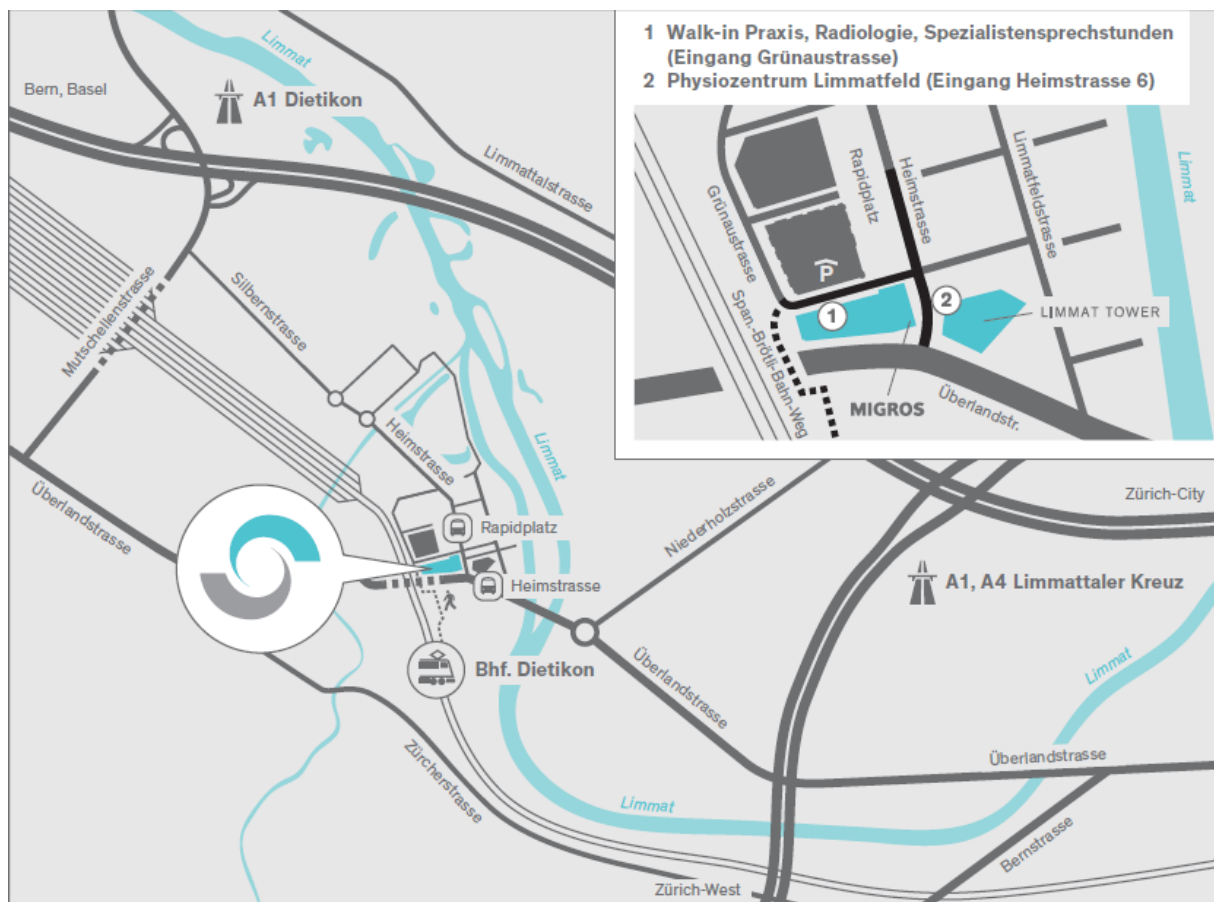 Limmat
Bern, Basel
A1 Dietikon
Limmattalstrasse
Mutschellenstrasse
Silbernstrasse
Heimstrasse
Limmat
Überlandstrasse
Rapidplatz
Heimstrasse
Niederholzstrasse
Bhf. Dietikon
Zürich-City
A1, A4 Limmattaler Kreuz
Limmat
Überlandstrasse
Überlandstrasse
Zürcherstrasse
Limmat
Bernstrasse
Zürich-West
1 Walk-in Praxis, Radiologie, Spezialistensprechstunden
(Eingang Grünaustrasse)
2 Physiozentrum Limmatfeld (Eingang Heimstrasse 6)
Grünaustrasse
Rapidplatz
Heimstrasse
Limmatfeldstrasse
Limmat
P
1
2
LIMMAT TOWER
Span.-Brötli-Bahn-Weg
MIGROS
Überlandstr.